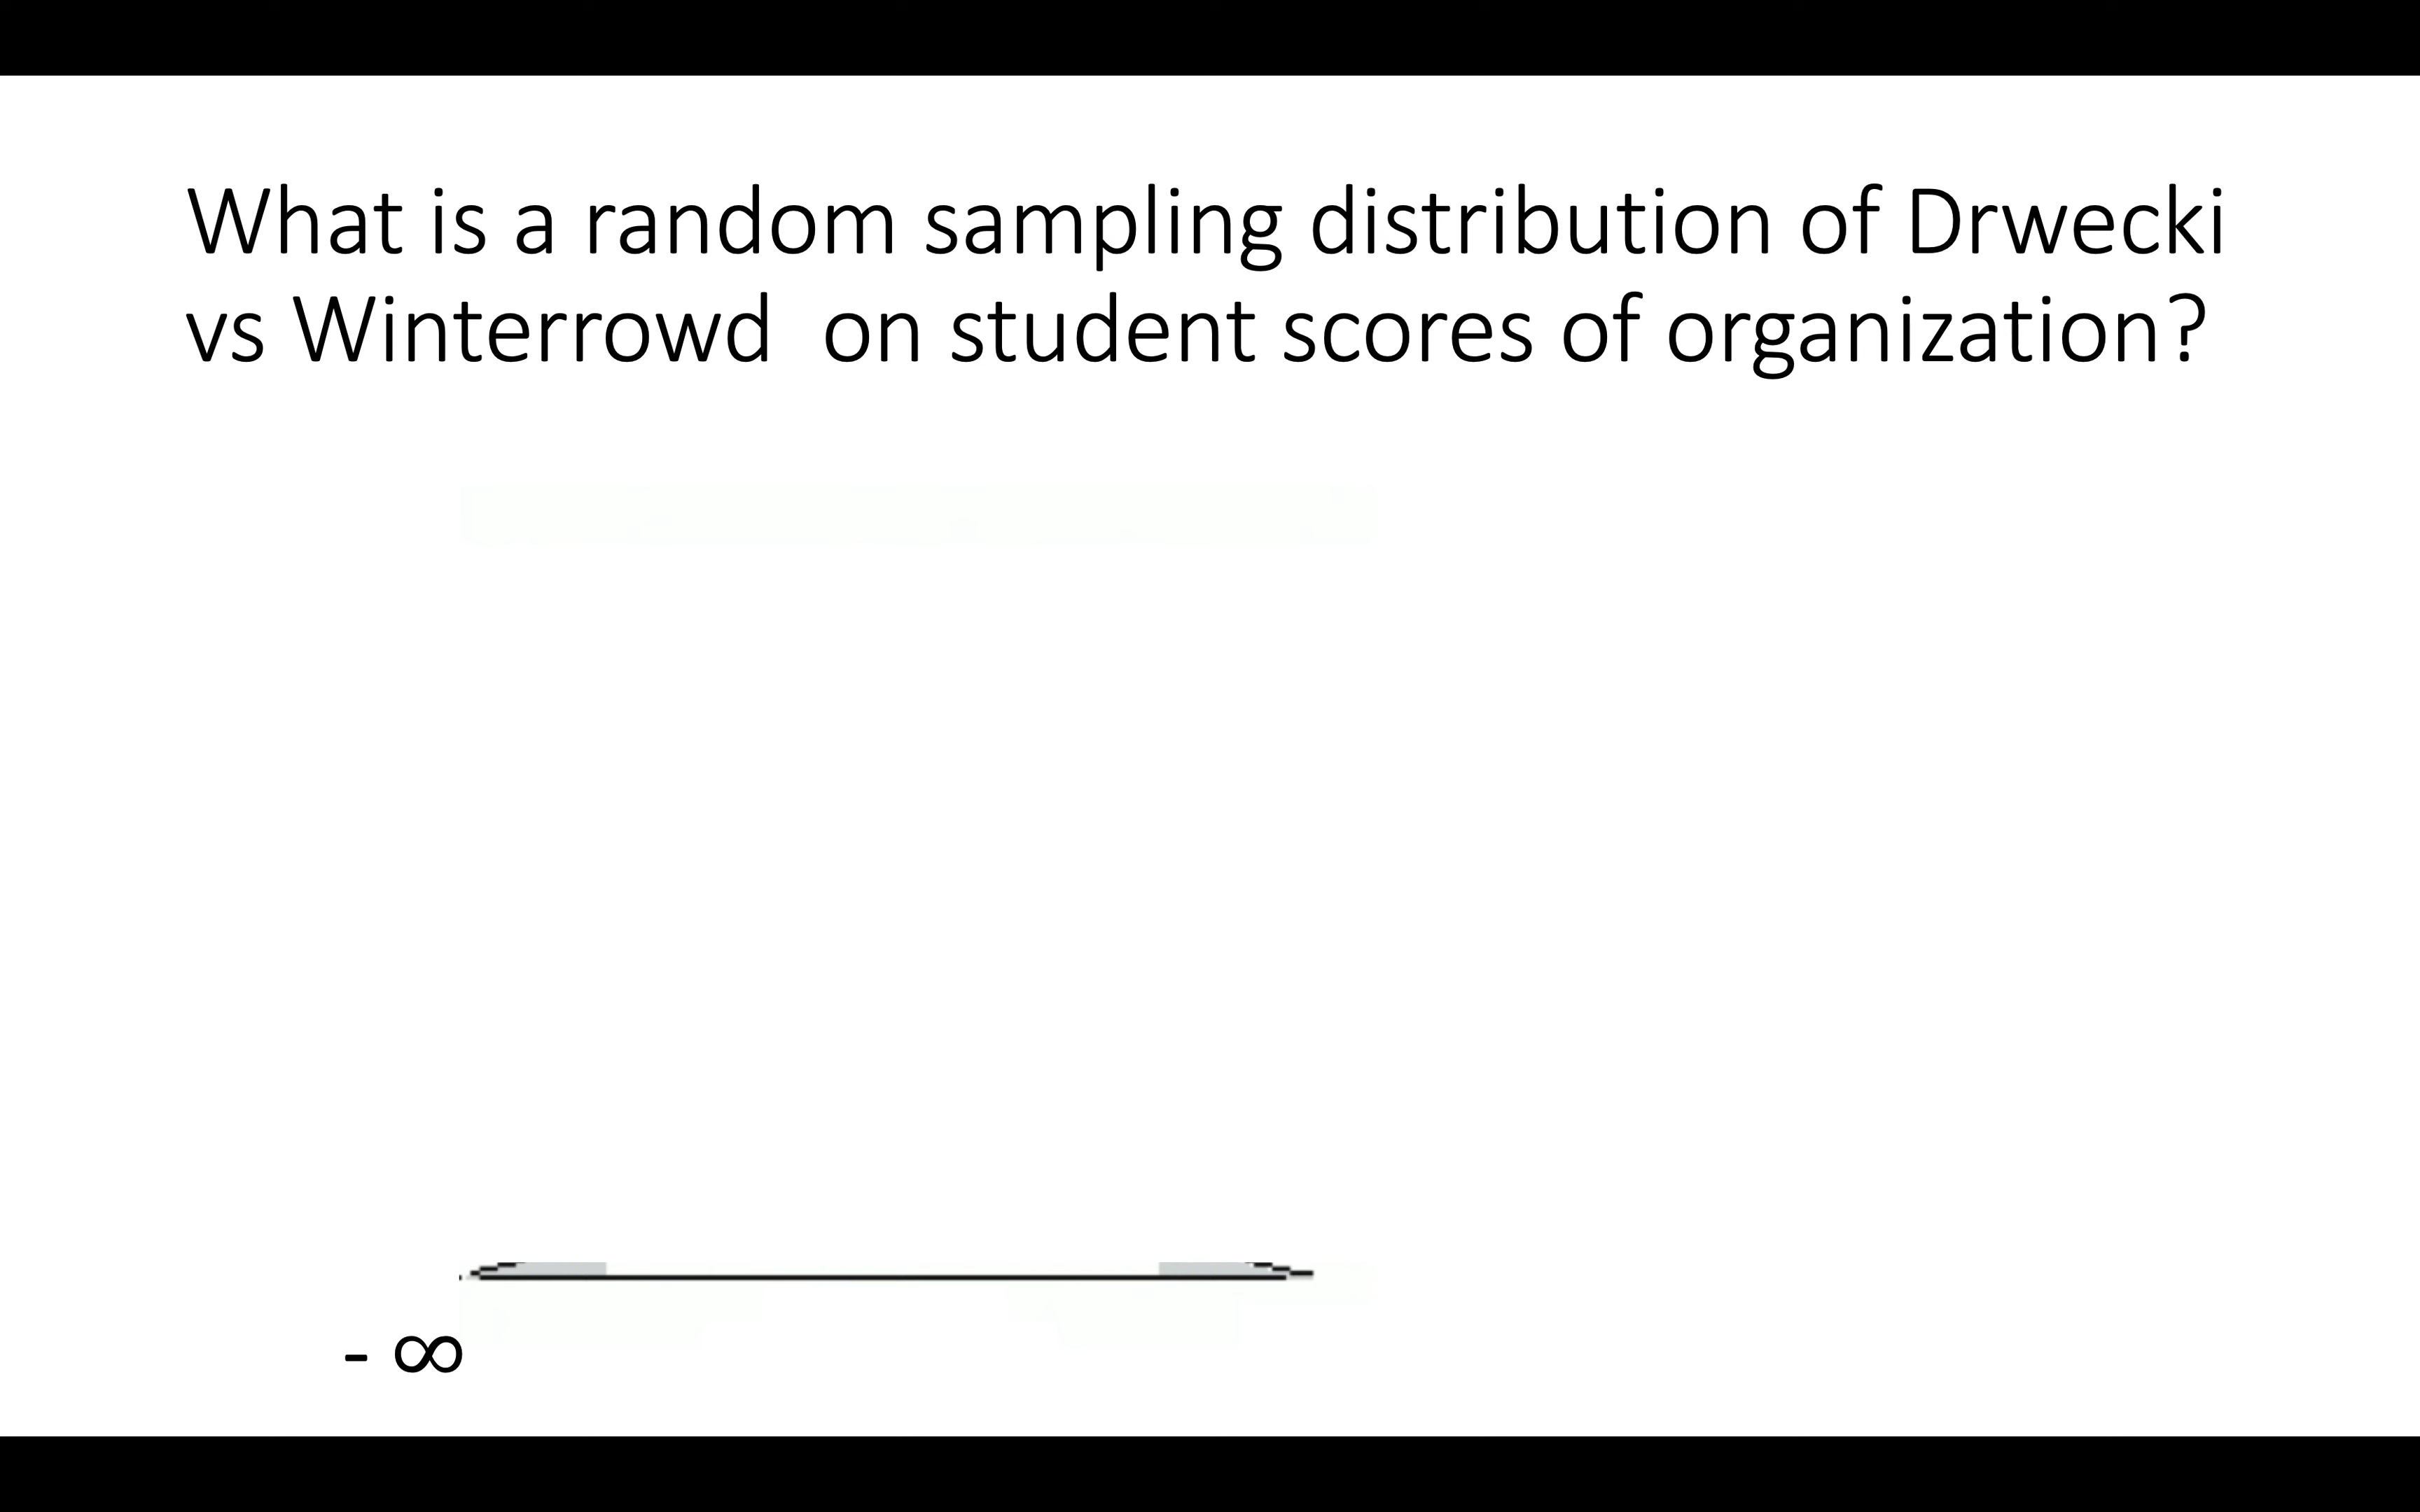 What is a random sampling distribution of Drwecki
vs Winterrowd  on student scores of organization?
- ∞